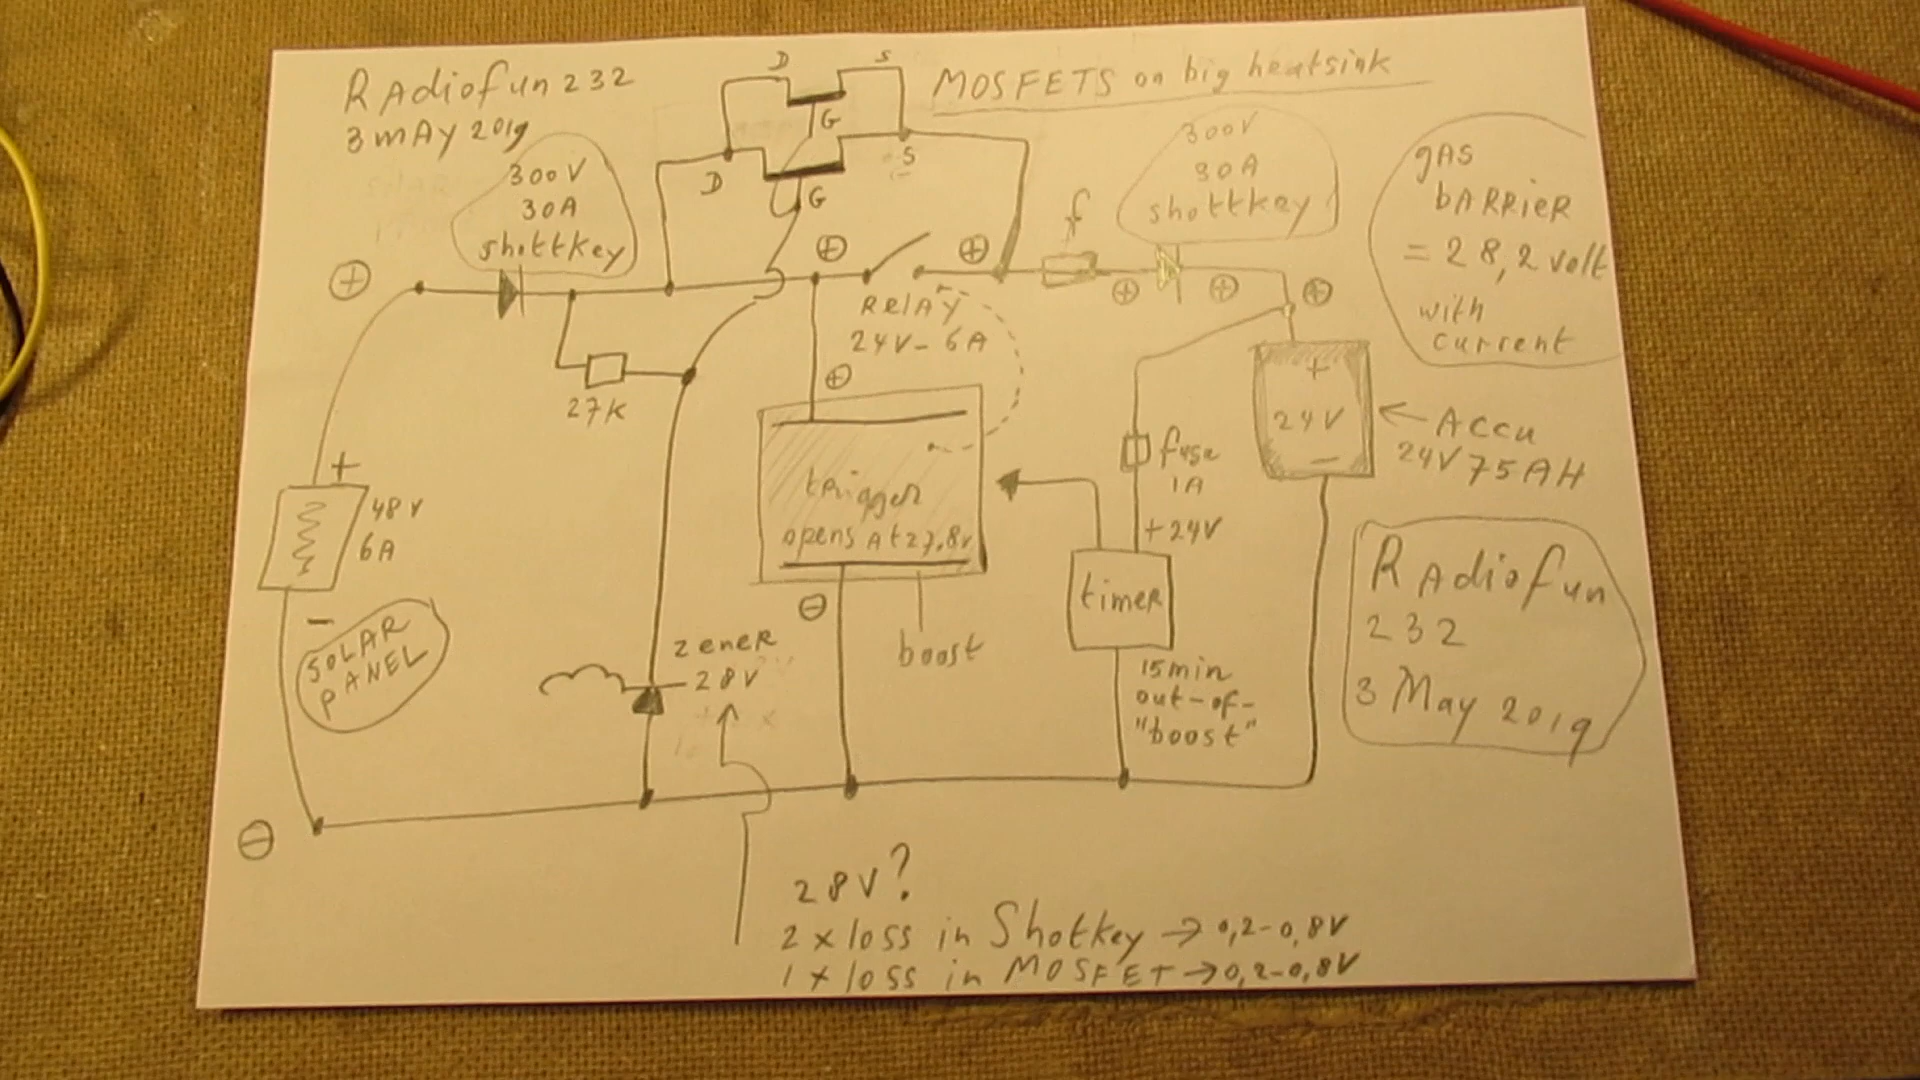 RAdiofun 232
3 MAY 2019
D
S
G
D
S
G
MOSFETS on big heatsink
300V
30A
shottkey
300V
30A
shottkey
gAS
bARRieR
= 28,2 volt
with
current
+
+
+
f
+
+
+
RelAY
24V - 6A
+
27K
+
24V
-
Accu
24V 75AH
fuse
1A
+24V
trigger
opens At 27,8v
boost
-
timer
15min
out-of-
"boost"
+
48V
6A
-
SOLAR
PANEL
zeneR
28V
RAdiofun
232
3 May 2019
-
28V?
2 x loss in Shotkey → 0,2-0,8V
1 x loss in MOSFET → 0,2-0,8V